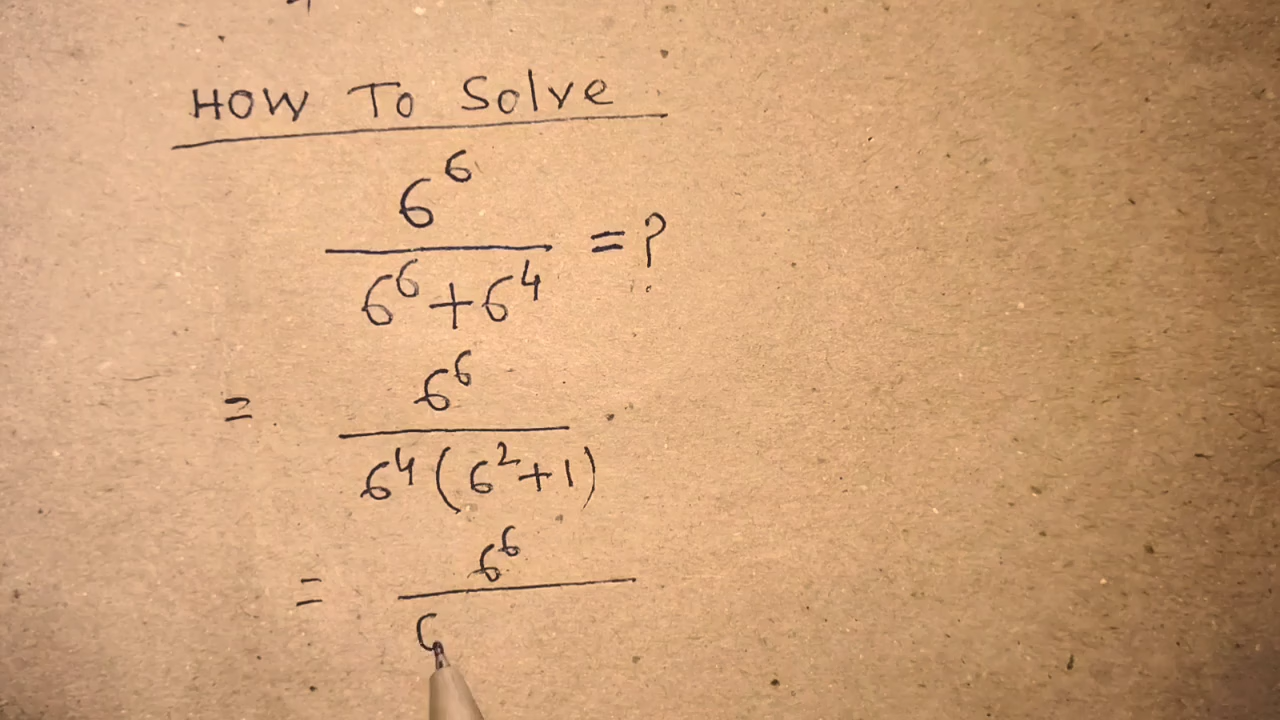 HOW To Solve
6^6
/ 6^6+6^4 =?
= 6^6
/ 6^4(6^2+1)
= 6^6
/ 6